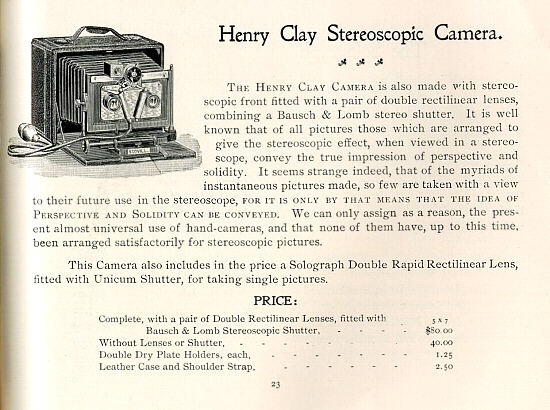 Henry Clay Stereoscopic Camera.
SCOVILL
THE HENRY CLAY CAMERA is also made with stereo-
scopic front fitted with a pair of double rectilinear lenses,
combining a Bausch & Lomb stereo shutter. It is well
known that of all pictures those which are arranged to
give the stereoscopic effect, when viewed in a stereo-
scope, convey the true impression of perspective and
solidity. It seems strange indeed, that of the myriads of
instantaneous pictures made, so few are taken with a view
to their future use in the stereoscope, FOR IT IS ONLY BY THAT MEANS THAT THE IDEA OF
PERSPECTIVE AND SOLIDITY CAN BE CONVEYED. We can only assign as a reason, the pres-
ent almost universal use of hand-cameras, and that none of them have, up to this time,
been arranged satisfactorily for stereoscopic pictures.
This Camera also includes in the price a Solograph Double Rapid Rectilinear Lens,
fitted with Unicum Shutter, for taking single pictures.
PRICE:
Complete, with a pair of Double Rectilinear Lenses, fitted with 5 x 7
Bausch & Lomb Stereoscopic Shutter, - - - - $80.00
Without Lenses or Shutter, - - - - - - - - 40.00
Double Dry Plate Holders, each, - - - - - - - 1.25
Leather Case and Shoulder Strap, - - - - - - - 2.50
23